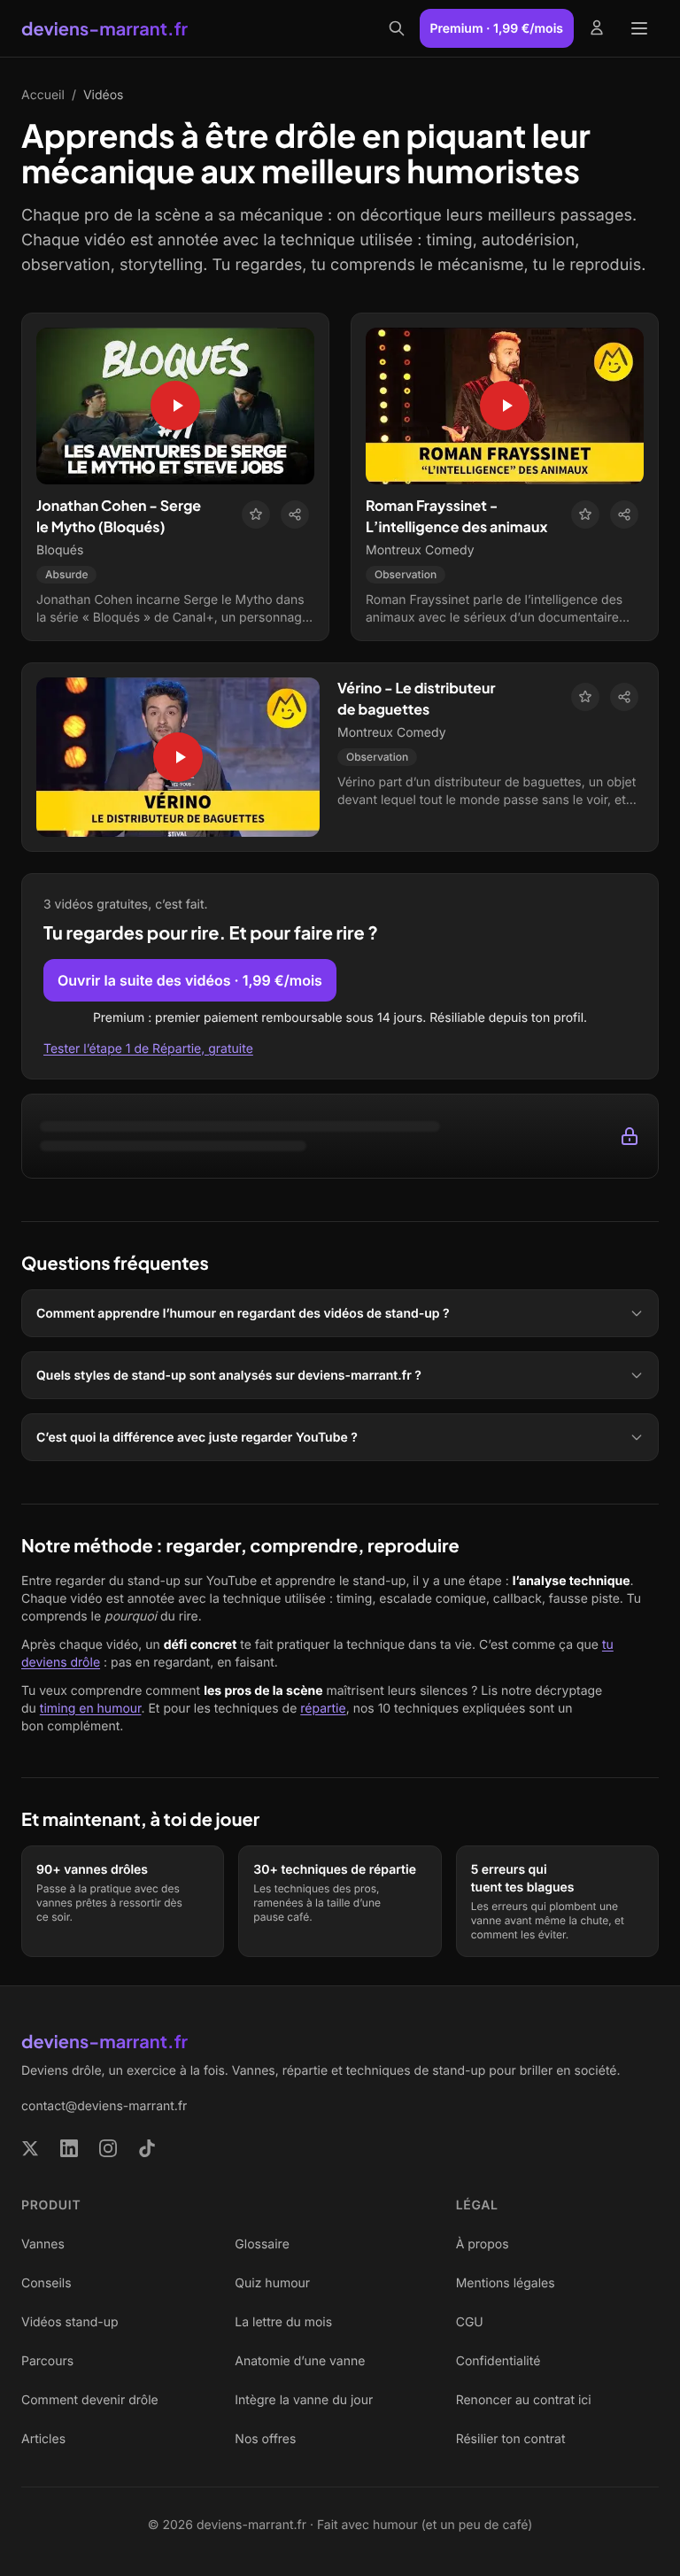 deviens-marrant.fr
Premium · 1,99 €/mois
Accueil / Vidéos
Apprends à être drôle en piquant leur
mécanique aux meilleurs humoristes
Chaque pro de la scène a sa mécanique : on décortique leurs meilleurs passages.
Chaque vidéo est annotée avec la technique utilisée : timing, autodérision,
observation, storytelling. Tu regardes, tu comprends le mécanisme, tu le reproduis.
BLOQUÉS
#71
LES AVENTURES DE SERGE
LE MYTHO ET STEVE JOBS
Jonathan Cohen - Serge
le Mytho (Bloqués)
Bloqués
Absurde
Jonathan Cohen incarne Serge le Mytho dans
la série « Bloqués » de Canal+, un personnag...
ROMAN FRAYSSINET
“L’INTELLIGENCE” DES ANIMAUX
Roman Frayssinet -
L’intelligence des animaux
Montreux Comedy
Observation
Roman Frayssinet parle de l’intelligence des
animaux avec le sérieux d’un documentaire...
VÉRINO
LE DISTRIBUTEUR DE BAGUETTES
STIVAL
Vérino - Le distributeur
de baguettes
Montreux Comedy
Observation
Vérino part d’un distributeur de baguettes, un objet
devant lequel tout le monde passe sans le voir, et...
3 vidéos gratuites, c’est fait.
Tu regardes pour rire. Et pour faire rire ?
Ouvrir la suite des vidéos · 1,99 €/mois
Premium : premier paiement remboursable sous 14 jours. Résiliable depuis ton profil.
Tester l’étape 1 de Répartie, gratuite
Questions fréquentes
Comment apprendre l’humour en regardant des vidéos de stand-up ?
Quels styles de stand-up sont analysés sur deviens-marrant.fr ?
C’est quoi la différence avec juste regarder YouTube ?
Notre méthode : regarder, comprendre, reproduire
Entre regarder du stand-up sur YouTube et apprendre le stand-up, il y a une étape : l’analyse technique.
Chaque vidéo est annotée avec la technique utilisée : timing, escalade comique, callback, fausse piste. Tu
comprends le pourquoi du rire.
Après chaque vidéo, un défi concret te fait pratiquer la technique dans ta vie. C’est comme ça que tu
deviens drôle : pas en regardant, en faisant.
Tu veux comprendre comment les pros de la scène maîtrisent leurs silences ? Lis notre décryptage
du timing en humour. Et pour les techniques de répartie, nos 10 techniques expliquées sont un
bon complément.
Et maintenant, à toi de jouer
90+ vannes drôles
Passe à la pratique avec des
vannes prêtes à ressortir dès
ce soir.
30+ techniques de répartie
Les techniques des pros,
ramenées à la taille d’une
pause café.
5 erreurs qui
tuent tes blagues
Les erreurs qui plombent une
vanne avant même la chute, et
comment les éviter.
deviens-marrant.fr
Deviens drôle, un exercice à la fois. Vannes, répartie et techniques de stand-up pour briller en société.
contact@deviens-marrant.fr
PRODUIT
Vannes
Conseils
Vidéos stand-up
Parcours
Comment devenir drôle
Articles
Glossaire
Quiz humour
La lettre du mois
Anatomie d’une vanne
Intègre la vanne du jour
Nos offres
LÉGAL
À propos
Mentions légales
CGU
Confidentialité
Renoncer au contrat ici
Résilier ton contrat
© 2026 deviens-marrant.fr · Fait avec humour (et un peu de café)